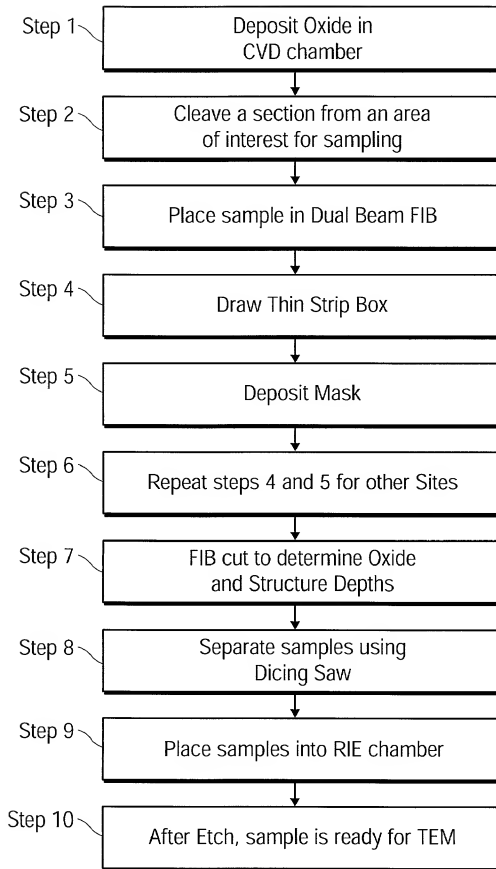 Step 1
Deposit Oxide in
CVD chamber
Step 2
Cleave a section from an area
of interest for sampling
Step 3
Place sample in Dual Beam FIB
Step 4
Draw Thin Strip Box
Step 5
Deposit Mask
Step 6
Repeat steps 4 and 5 for other Sites
Step 7
FIB cut to determine Oxide
and Structure Depths
Step 8
Separate samples using
Dicing Saw
Step 9
Place samples into RIE chamber
Step 10
After Etch, sample is ready for TEM